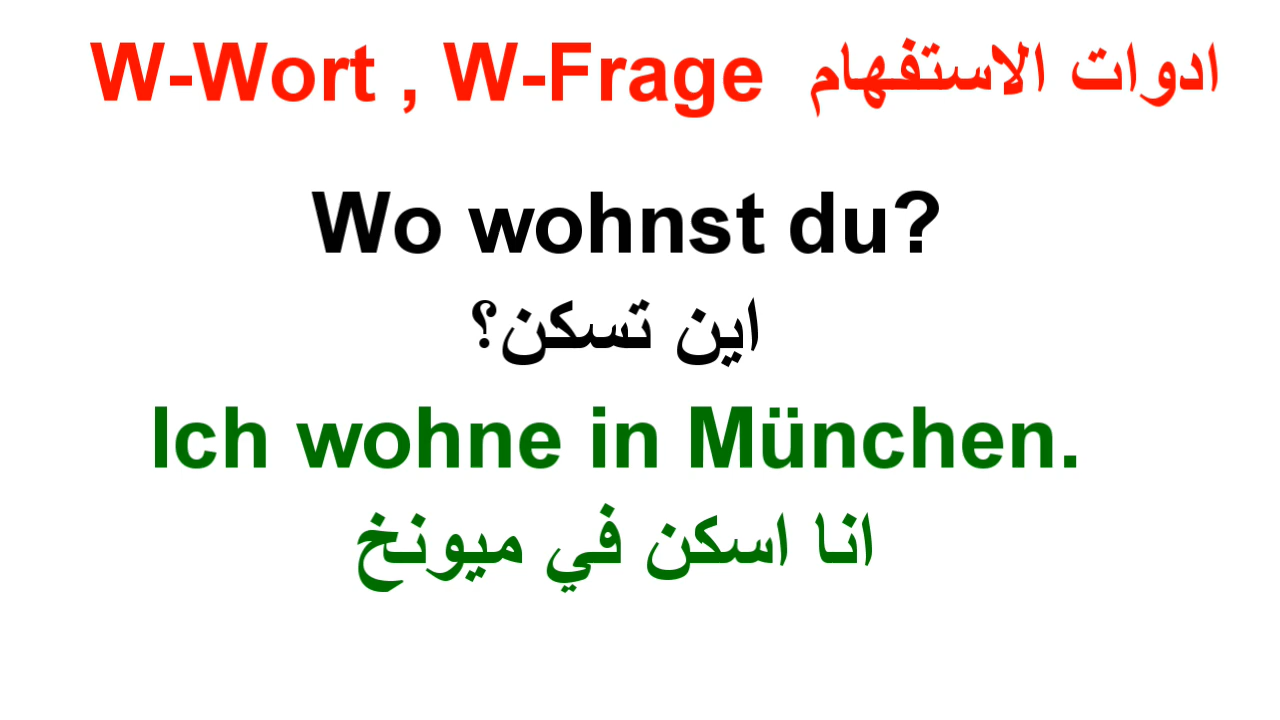 W-Wort , W-Frage ادوات الاستفهام
Wo wohnst du?
اين تسكن؟
Ich wohne in München.
انا اسكن في ميونخ